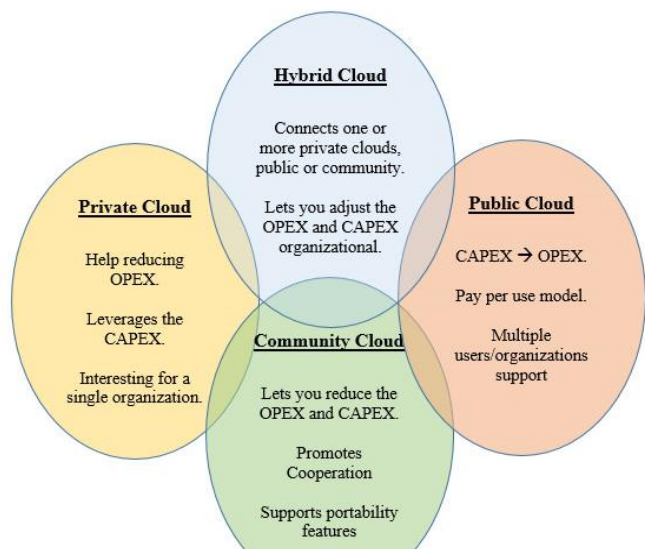 Hybrid Cloud
Connects one or
more private clouds,
public or community.
Lets you adjust the
OPEX and CAPEX
organizational.
Private Cloud
Help reducing
OPEX.
Leverages the
CAPEX.
Interesting for a
single organization.
Public Cloud
CAPEX → OPEX.
Pay per use model.
Multiple
users/organizations
support
Community Cloud
Lets you reduce the
OPEX and CAPEX.
Promotes
Cooperation
Supports portability
features